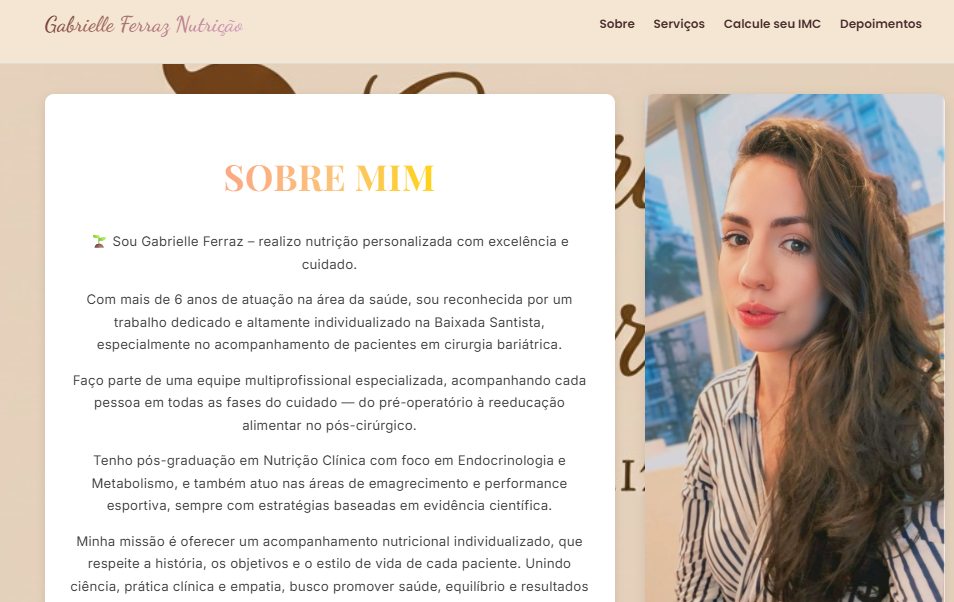 Gabrielle Ferraz Nutrição
Sobre Serviços Calcule seu IMC Depoimentos
SOBRE MIM
🌱 Sou Gabrielle Ferraz – realizo nutrição personalizada com excelência e
cuidado.
Com mais de 6 anos de atuação na área da saúde, sou reconhecida por um
trabalho dedicado e altamente individualizado na Baixada Santista,
especialmente no acompanhamento de pacientes em cirurgia bariátrica.
Faço parte de uma equipe multiprofissional especializada, acompanhando cada
pessoa em todas as fases do cuidado — do pré-operatório à reeducação
alimentar no pós-cirúrgico.
Tenho pós-graduação em Nutrição Clínica com foco em Endocrinologia e
Metabolismo, e também atuo nas áreas de emagrecimento e performance
esportiva, sempre com estratégias baseadas em evidência científica.
Minha missão é oferecer um acompanhamento nutricional individualizado, que
respeite a história, os objetivos e o estilo de vida de cada paciente. Unindo
ciência, prática clínica e empatia, busco promover saúde, equilíbrio e resultados